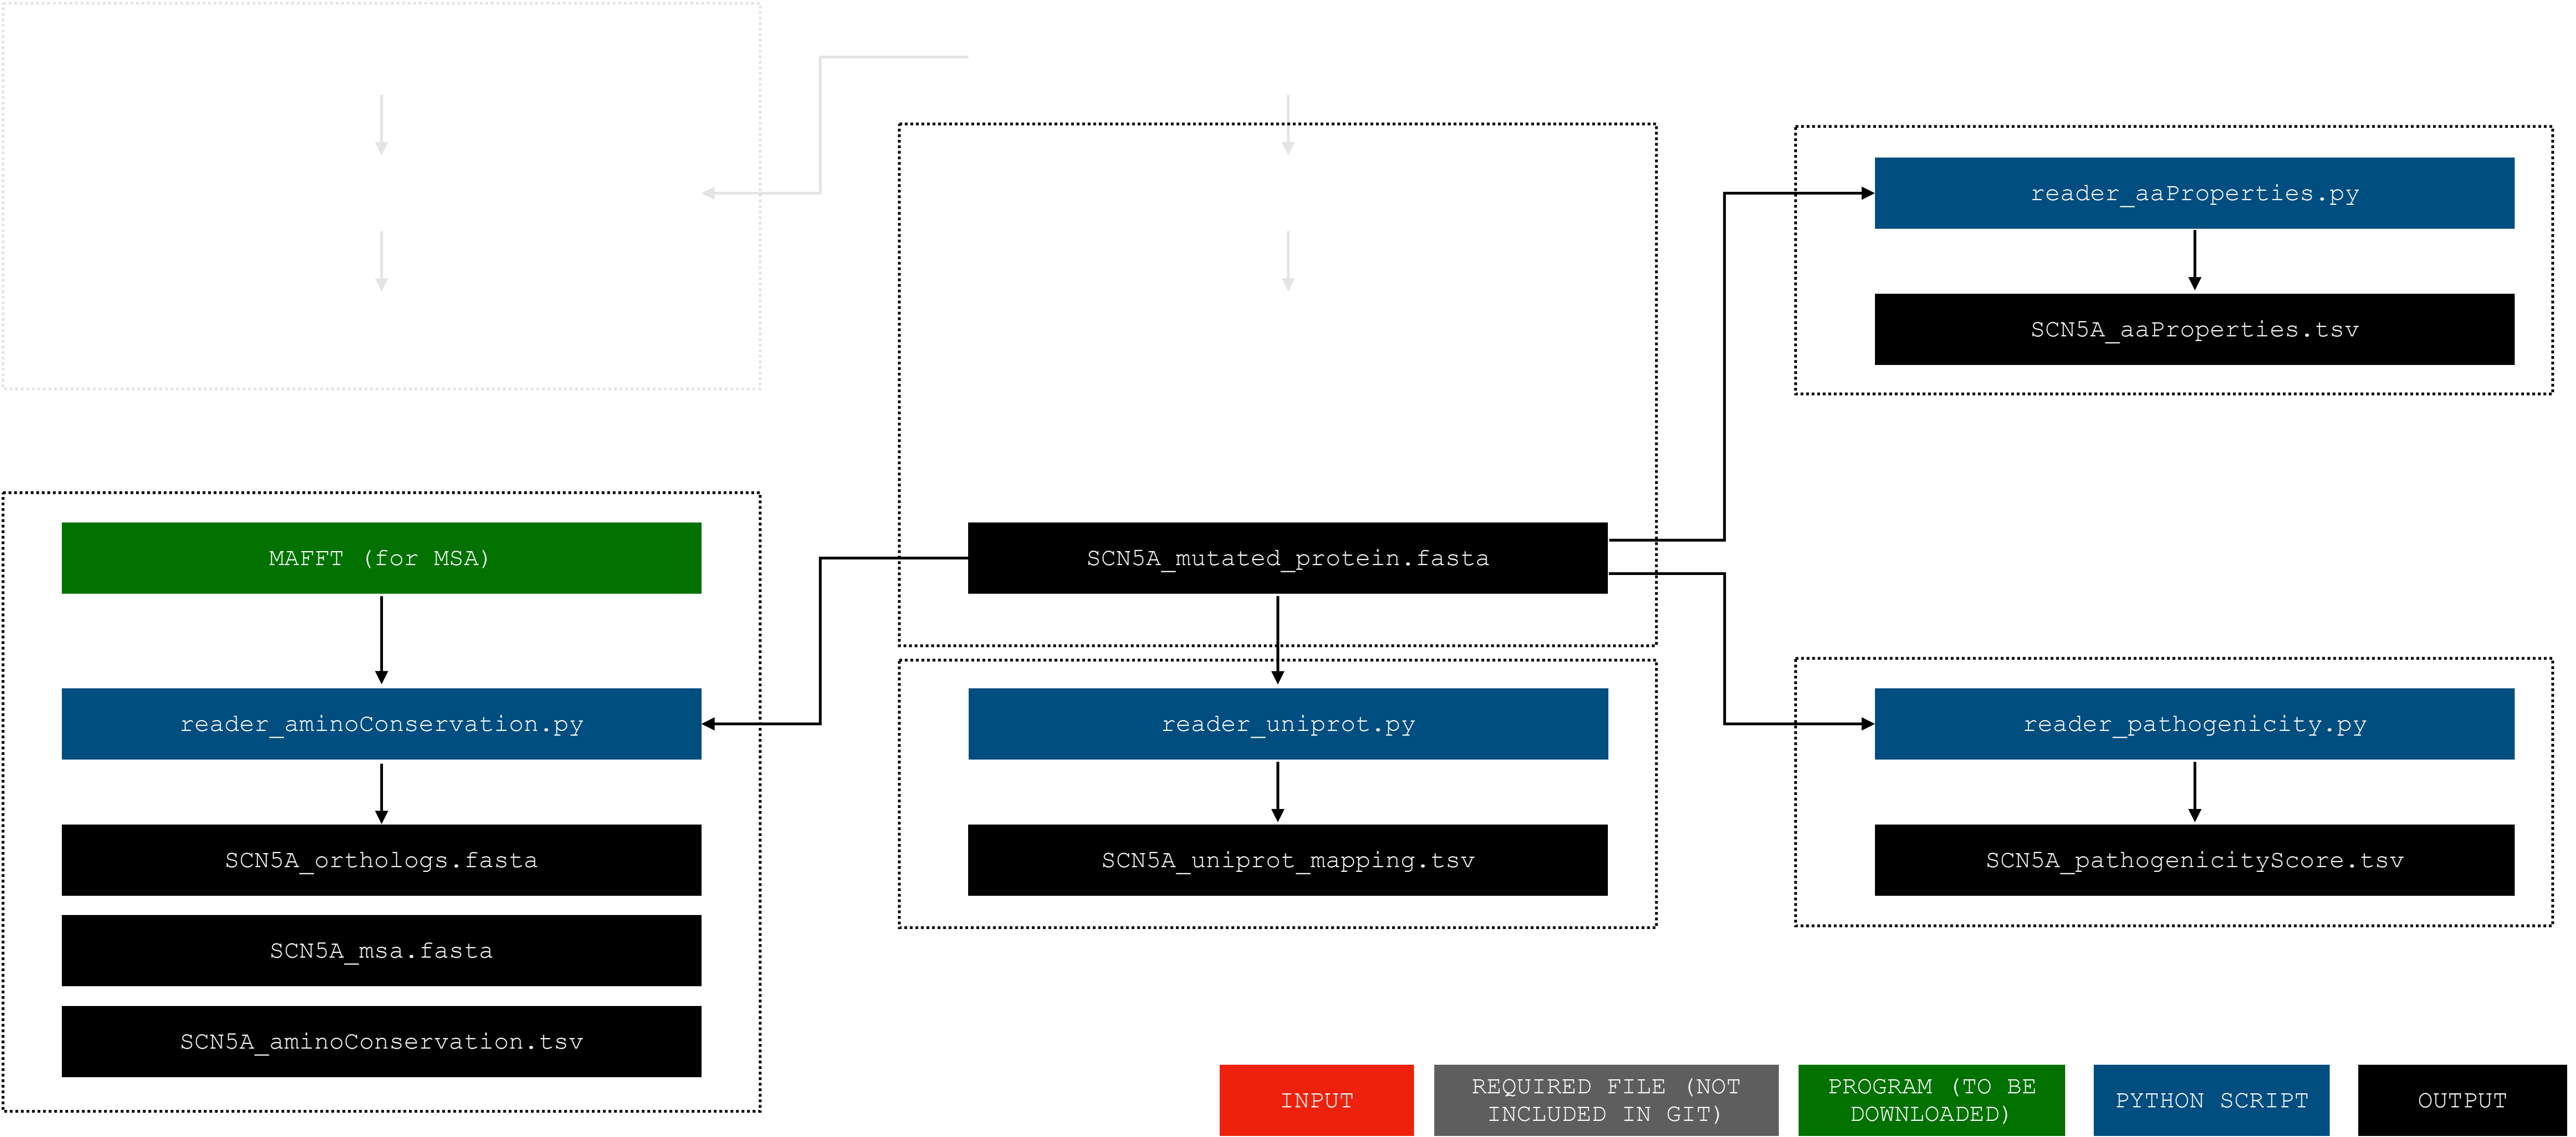 reader_aaProperties.py
SCN5A_aaProperties.tsv
MAFFT (for MSA)
SCN5A_mutated_protein.fasta
reader_aminoConservation.py
reader_uniprot.py
reader_pathogenicity.py
SCN5A_orthologs.fasta
SCN5A_uniprot_mapping.tsv
SCN5A_pathogenicityScore.tsv
SCN5A_msa.fasta
SCN5A_aminoConservation.tsv
INPUT
REQUIRED FILE (NOT
INCLUDED IN GIT)
PROGRAM (TO BE
DOWNLOADED)
PYTHON SCRIPT
OUTPUT